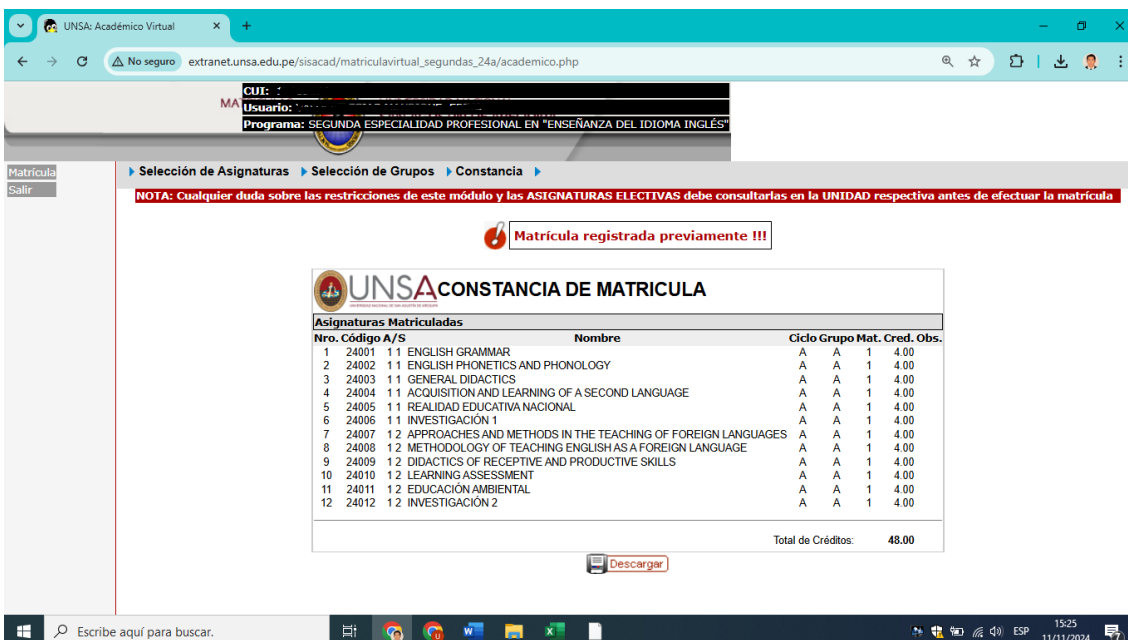 UNSA: Académico Virtual
No seguro extranet.unsa.edu.pe/sisacad/matriculavirtual_segundas_24a/academico.php
MA
CUI:
Usuario:
Programa: SEGUNDA ESPECIALIDAD PROFESIONAL EN "ENSEÑANZA DEL IDIOMA INGLÉS"
Matrícula
Salir
Selección de Asignaturas Selección de Grupos Constancia
NOTA: Cualquier duda sobre las restricciones de este módulo y las ASIGNATURAS ELECTIVAS debe consultarlas en la UNIDAD respectiva antes de efectuar la matrícula
Matrícula registrada previamente !!!
UNSA CONSTANCIA DE MATRICULA
UNIVERSIDAD NACIONAL DE SAN AGUSTÍN DE AREQUIPA
Asignaturas Matriculadas
Nro. Código A/S Nombre Ciclo Grupo Mat. Cred. Obs.
1 24001 1 1 ENGLISH GRAMMAR A A 1 4.00
2 24002 1 1 ENGLISH PHONETICS AND PHONOLOGY A A 1 4.00
3 24003 1 1 GENERAL DIDACTICS A A 1 4.00
4 24004 1 1 ACQUISITION AND LEARNING OF A SECOND LANGUAGE A A 1 4.00
5 24005 1 1 REALIDAD EDUCATIVA NACIONAL A A 1 4.00
6 24006 1 1 INVESTIGACIÓN 1 A A 1 4.00
7 24007 1 2 APPROACHES AND METHODS IN THE TEACHING OF FOREIGN LANGUAGES A A 1 4.00
8 24008 1 2 METHODOLOGY OF TEACHING ENGLISH AS A FOREIGN LANGUAGE A A 1 4.00
9 24009 1 2 DIDACTICS OF RECEPTIVE AND PRODUCTIVE SKILLS A A 1 4.00
10 24010 1 2 LEARNING ASSESSMENT A A 1 4.00
11 24011 1 2 EDUCACIÓN AMBIENTAL A A 1 4.00
12 24012 1 2 INVESTIGACIÓN 2 A A 1 4.00
Total de Créditos: 48.00
Descargar
Escribe aquí para buscar.
ESP
15:25
11/11/2024